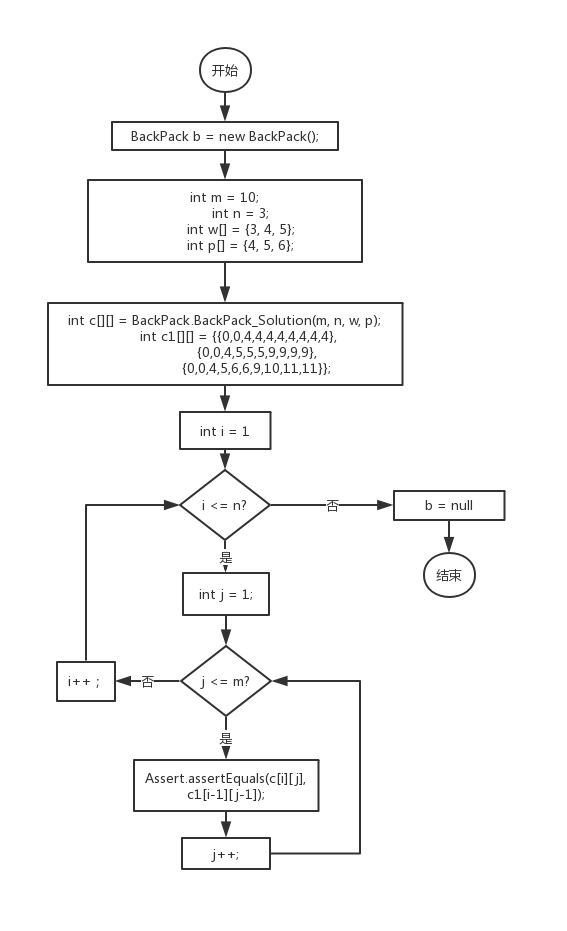 开始
BackPack b = new BackPack();
int m = 10;
int n = 3;
int w[] = {3, 4, 5};
int p[] = {4, 5, 6};
int c[][] = BackPack.BackPack_Solution(m, n, w, p);
int c1[][] = {{0,0,4,4,4,4,4,4,4,4},
{0,0,4,5,5,5,9,9,9,9},
{0,0,4,5,6,6,9,10,11,11}};
int i = 1
i <= n?
否
b = null
是
结束
int j = 1;
j <= m?
否
i++ ;
是
Assert.assertEquals(c[i][j],
c1[i-1][j-1]);
j++;